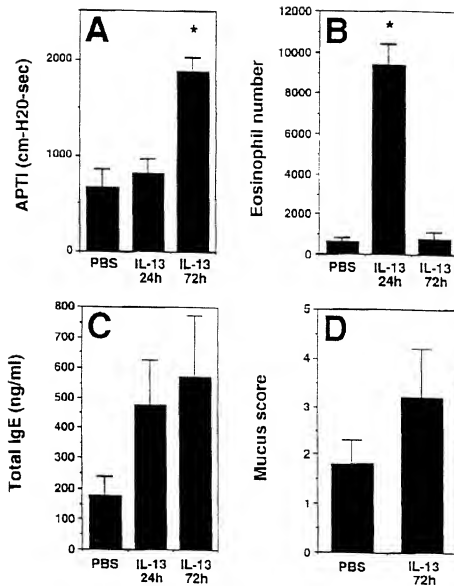 A
*
APTI (cm-H20-sec)
2000
1000
0
PBS
IL-13
24h
IL-13
72h
B
*
Eosinophil number
12000
10000
8000
6000
4000
2000
0
PBS
IL-13
24h
IL-13
72h
C
Total IgE (ng/ml)
800
700
600
500
400
300
200
100
0
PBS
IL-13
24h
IL-13
72h
D
Mucus score
5
4
3
2
1
0
PBS
IL-13
72h